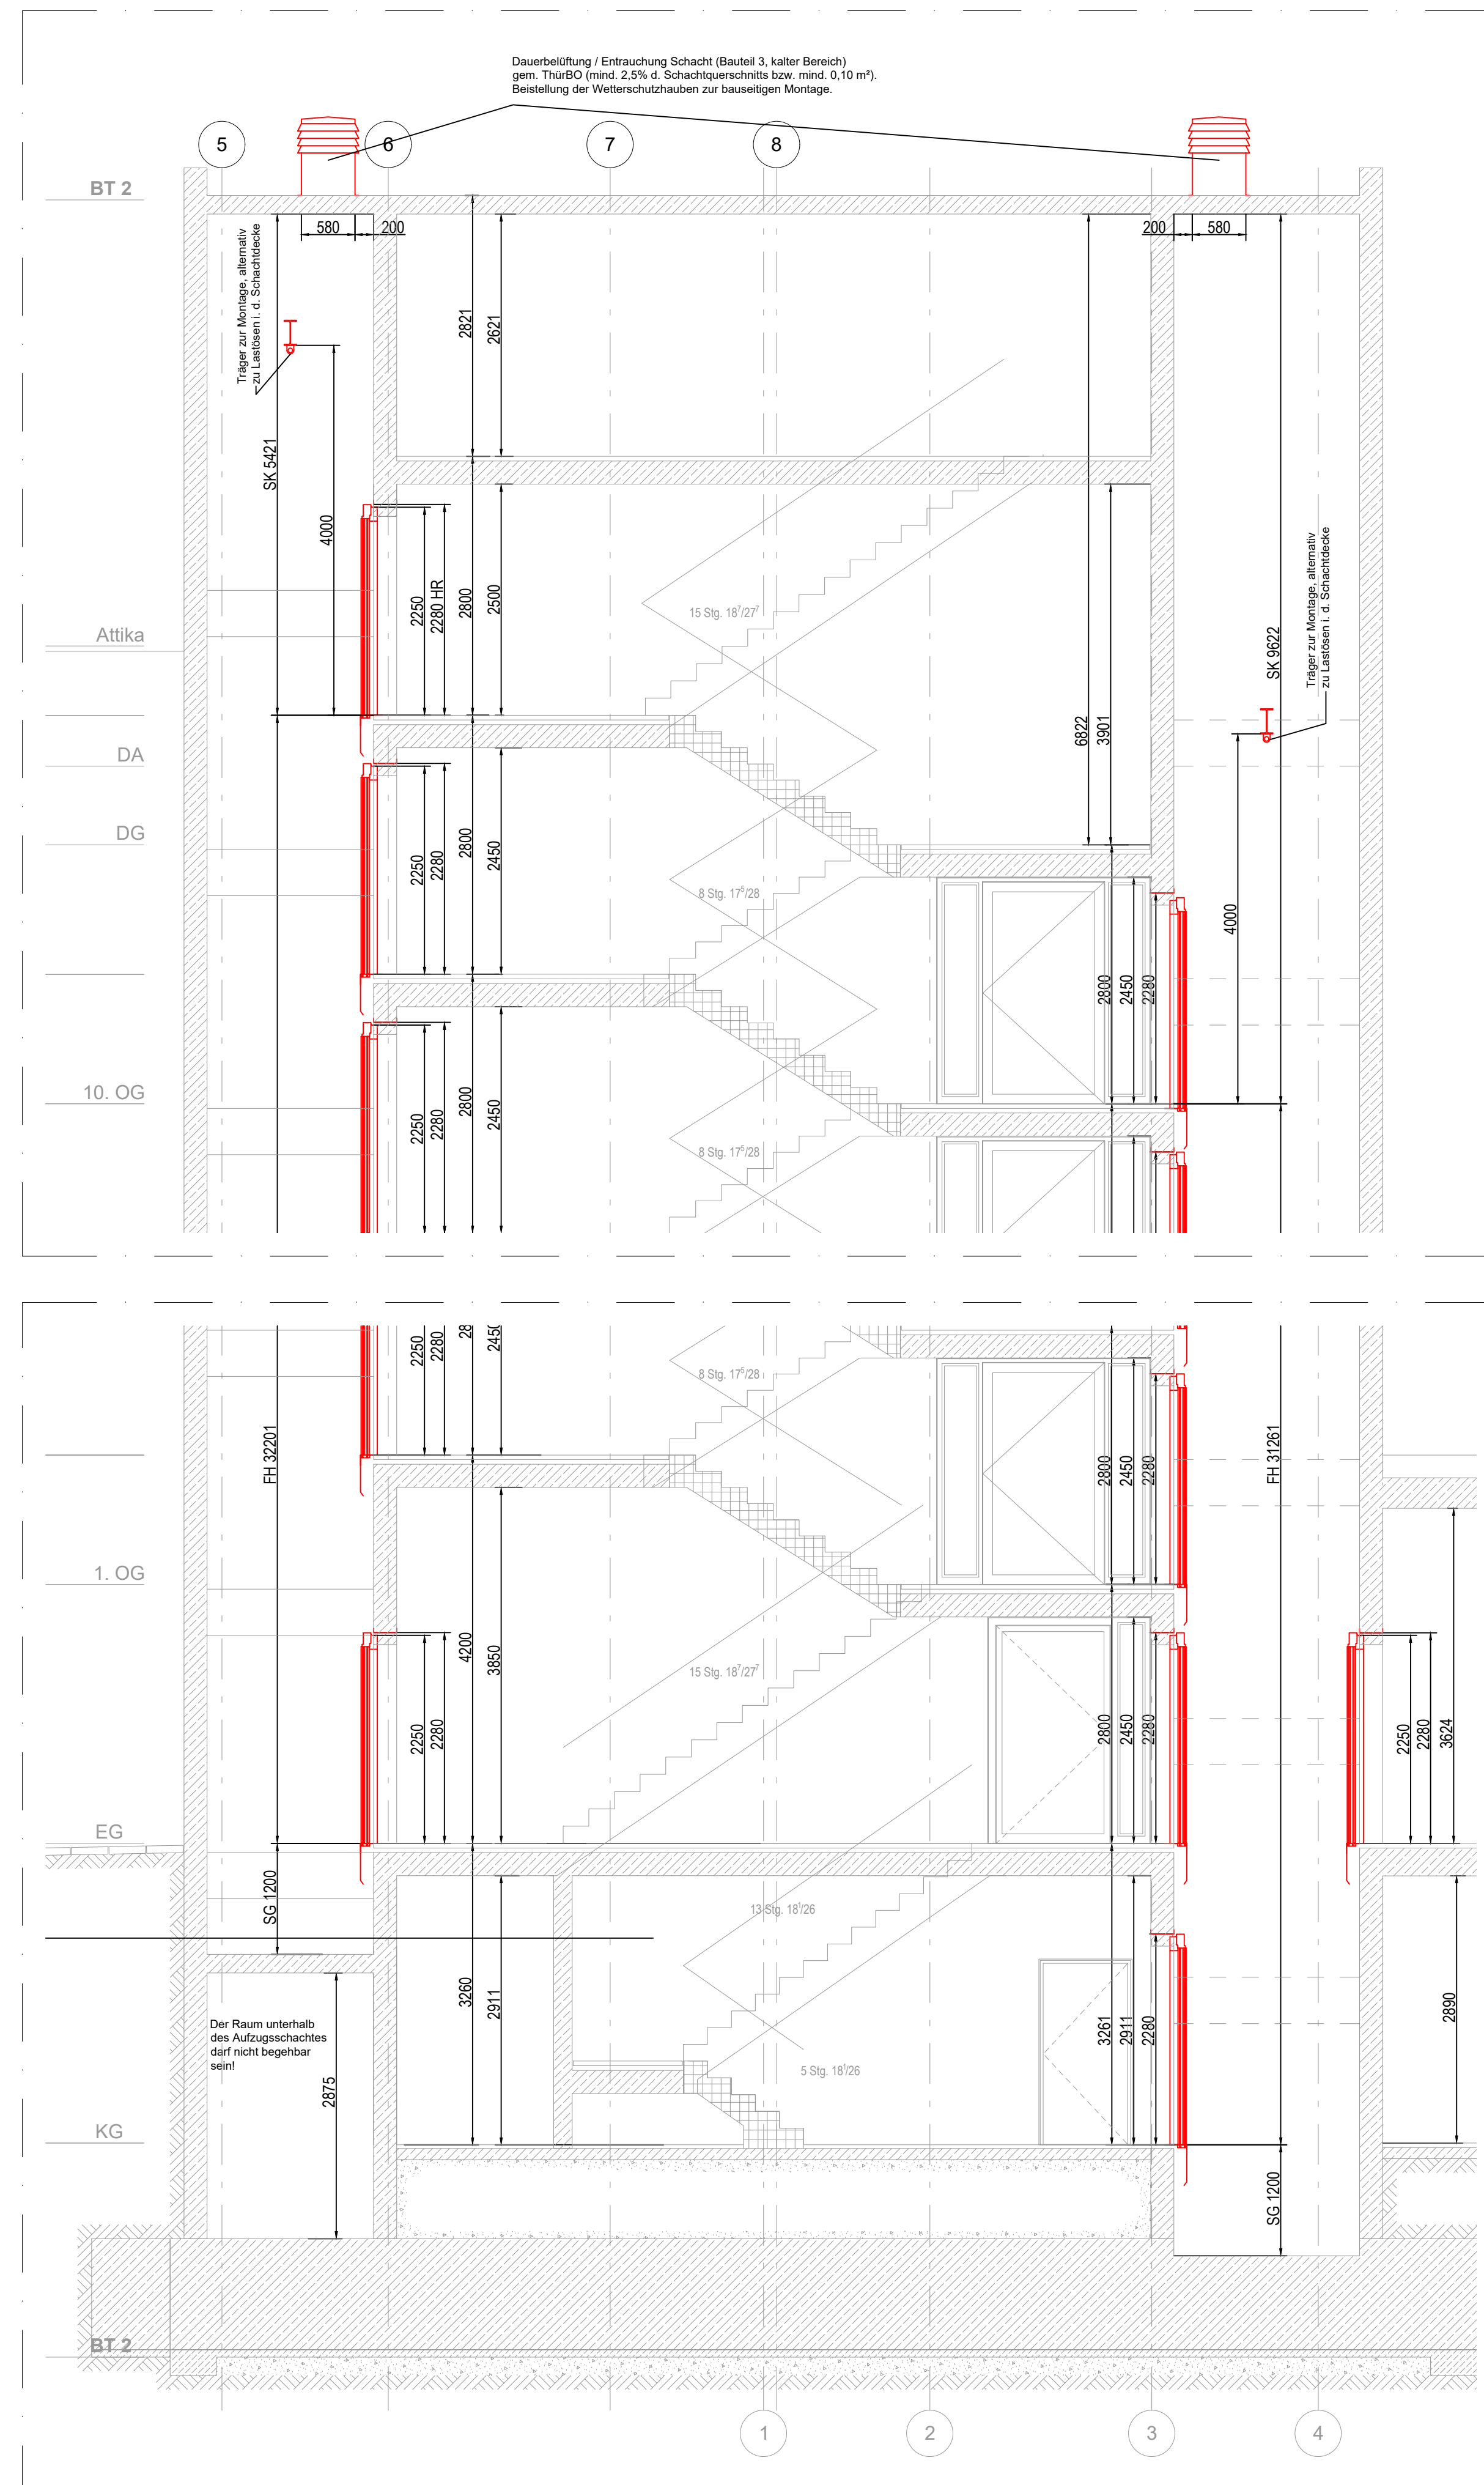 Dauerbelüftung / Entrauchung Schacht (Bauteil 3, kalter Bereich)
gem. ThürBO (mind. 2,5% d. Schachtquerschnitts bzw. mind. 0,10 m²).
Beistellung der Wetterschutzhauben zur bauseitigen Montage.
5
6
7
8
BT 2
580
200
200
580
Träger zur Montage, alternativ
zu Lastösen i. d. Schachtdecke
SK 5421
4000
2821
2621
2250
2280 HR
2800
2500
15 Stg. 18⁷/27⁷
6822
3901
SK 9622
Träger zur Montage, alternativ
zu Lastösen i. d. Schachtdecke
4000
Attika
DA
DG
2250
2280
2800
2450
8 Stg. 17⁵/28
2800
2450
2280
10. OG
2250
2280
2800
2450
8 Stg. 17⁵/28
2250
2280
28
2450
8 Stg. 17⁵/28
FH 32201
2800
2450
2280
FH 31261
1. OG
4200
3850
2250
2280
15 Stg. 18⁷/27⁷
2800
2450
2280
2250
2280
3624
EG
SG 1200
13 Stg. 18¹/26
3260
2911
3261
2911
2280
2890
Der Raum unterhalb
des Aufzugsschachtes
darf nicht begehbar
sein!
2875
5 Stg. 18¹/26
KG
SG 1200
BT 2
1
2
3
4